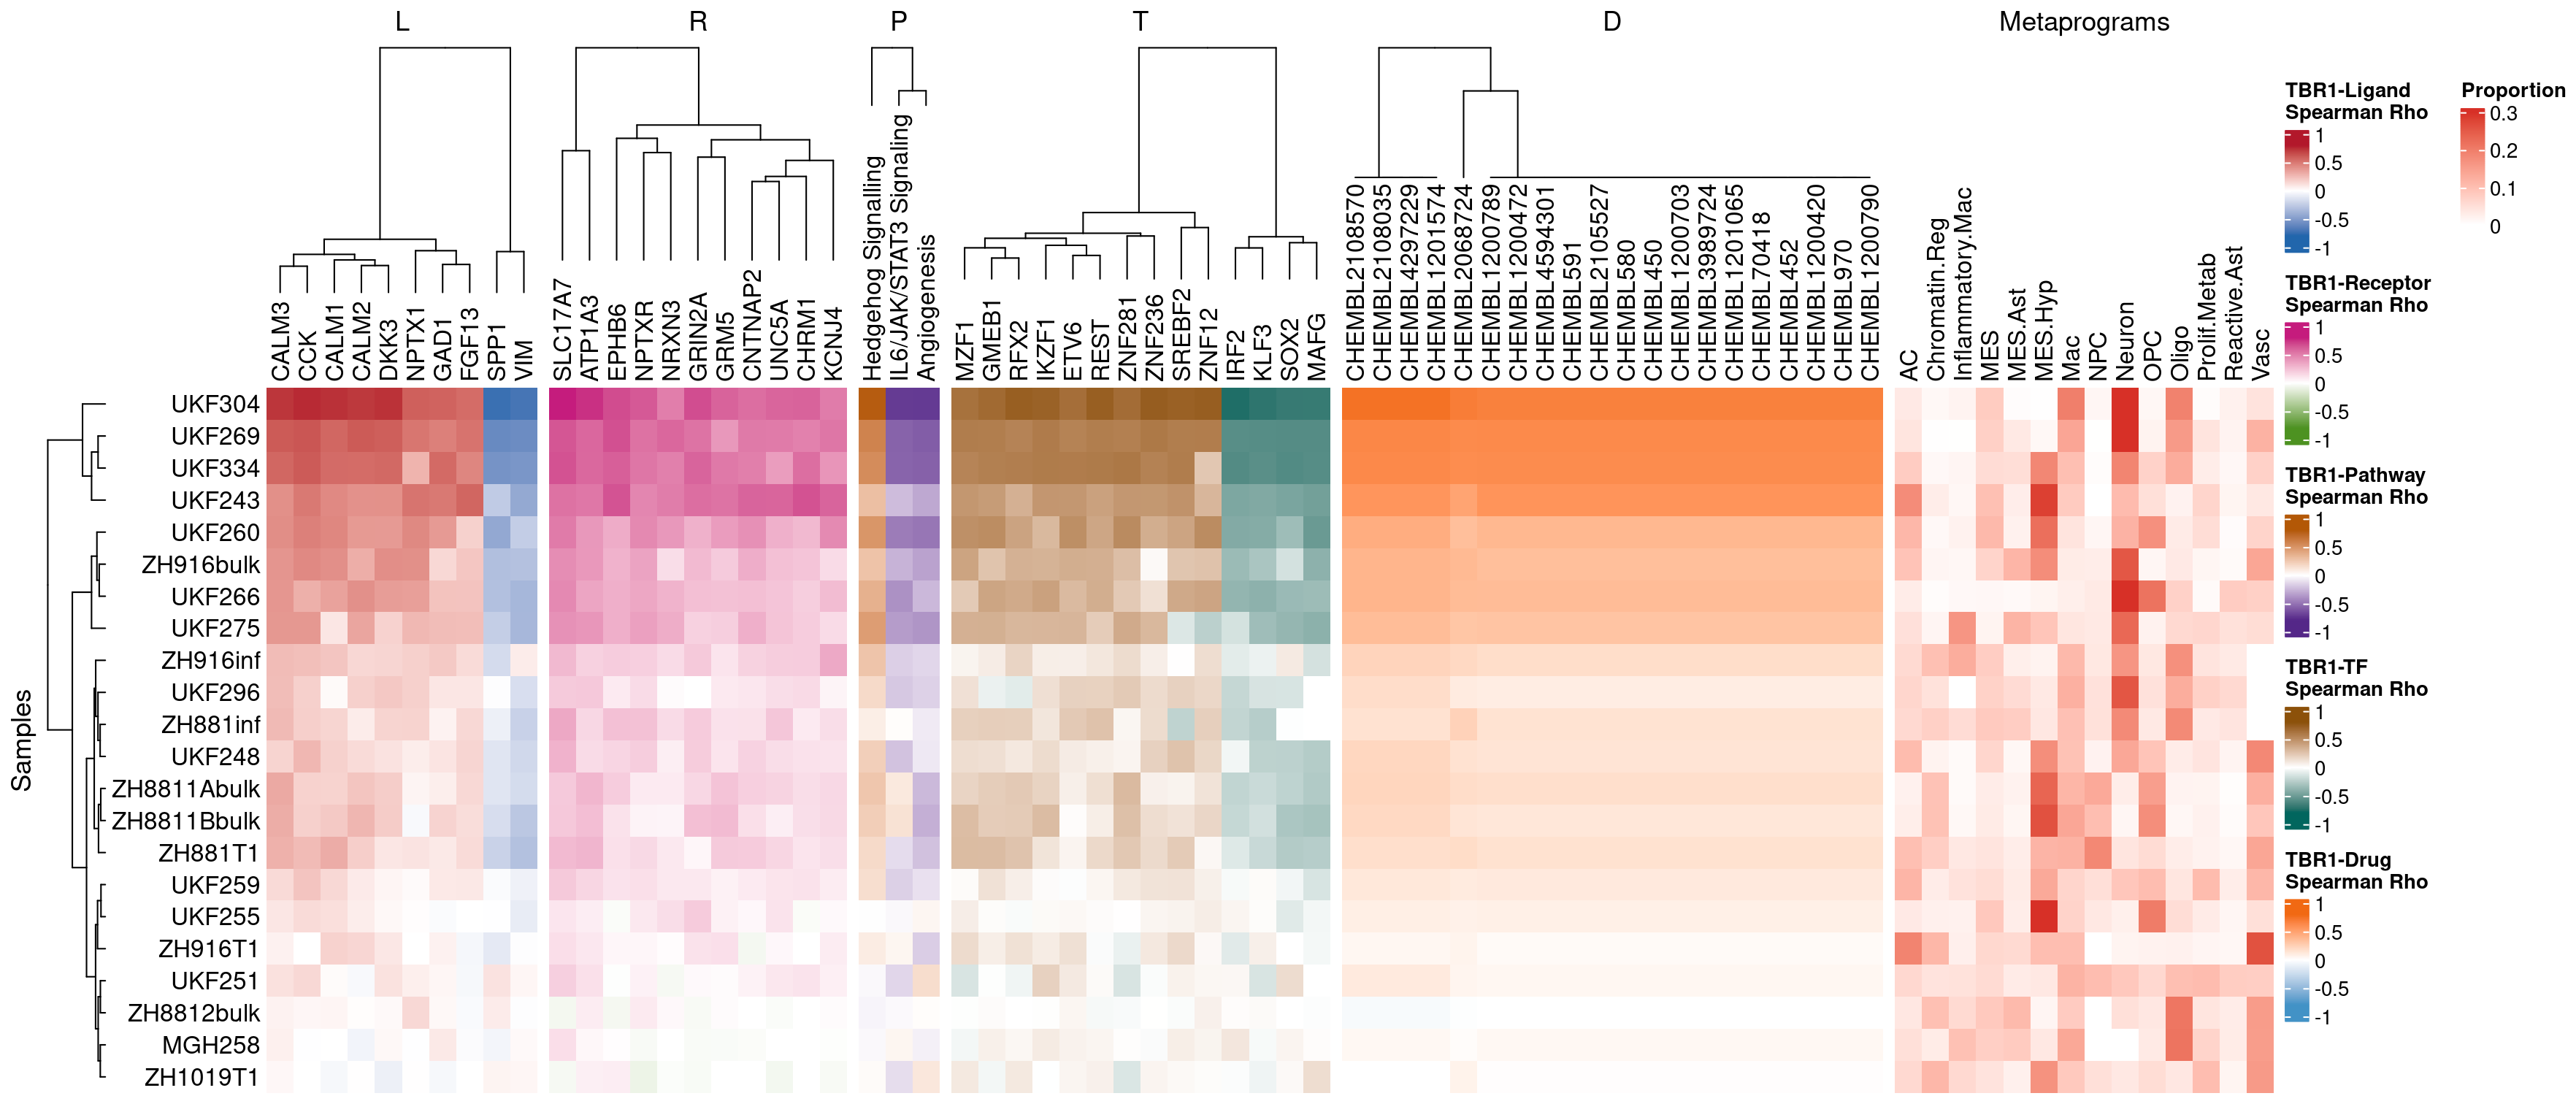 L R P T D Metaprograms
CALM3
CCK
CALM1
CALM2
DKK3
NPTX1
GAD1
FGF13
SPP1
VIM
SLC17A7
ATP1A3
EPHB6
NPTXR
NRXN3
GRIN2A
GRM5
CNTNAP2
UNC5A
CHRM1
KCNJ4
Hedgehog Signalling
IL6/JAK/STAT3 Signaling
Angiogenesis
MZF1
GMEB1
RFX2
IKZF1
ETV6
REST
ZNF281
ZNF236
SREBF2
ZNF12
IRF2
KLF3
SOX2
MAFG
CHEMBL2108570
CHEMBL2108035
CHEMBL4297229
CHEMBL1201574
CHEMBL2068724
CHEMBL1200789
CHEMBL1200472
CHEMBL4594301
CHEMBL591
CHEMBL2105527
CHEMBL580
CHEMBL450
CHEMBL1200703
CHEMBL3989724
CHEMBL1201065
CHEMBL70418
CHEMBL452
CHEMBL1200420
CHEMBL970
CHEMBL1200790
AC
Chromatin.Reg
Inflammatory.Mac
MES
MES.Ast
MES.Hyp
Mac
NPC
Neuron
OPC
Oligo
Prolif.Metab
Reactive.Ast
Vasc
Samples
UKF304
UKF269
UKF334
UKF243
UKF260
ZH916bulk
UKF266
UKF275
ZH916inf
UKF296
ZH881inf
UKF248
ZH8811Abulk
ZH8811Bbulk
ZH881T1
UKF259
UKF255
ZH916T1
UKF251
ZH8812bulk
MGH258
ZH1019T1
TBR1-Ligand
Spearman Rho
1
0.5
0
-0.5
-1
TBR1-Receptor
Spearman Rho
1
0.5
0
-0.5
-1
TBR1-Pathway
Spearman Rho
1
0.5
0
-0.5
-1
TBR1-TF
Spearman Rho
1
0.5
0
-0.5
-1
TBR1-Drug
Spearman Rho
1
0.5
0
-0.5
-1
Proportion
0.3
0.2
0.1
0